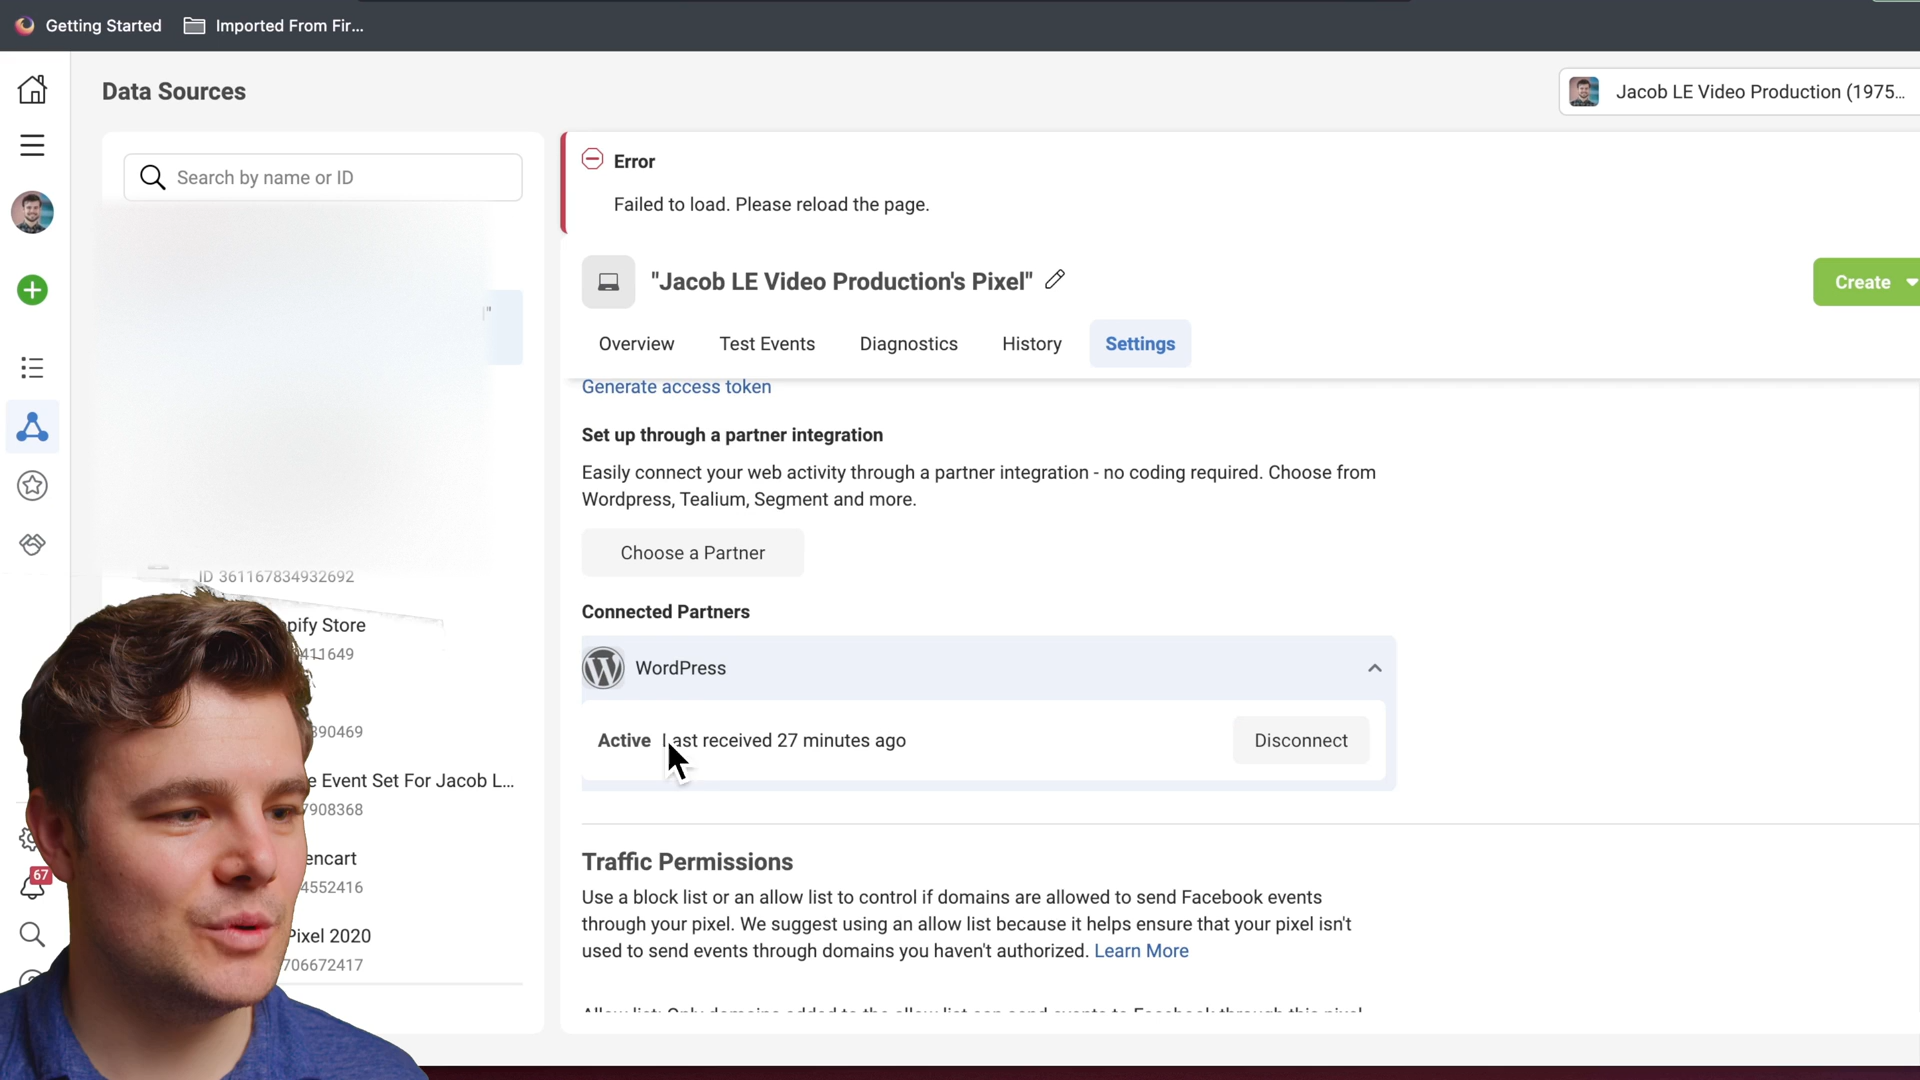 Getting Started
Imported From Fir...
Data Sources
Jacob LE Video Production (1975...
Search by name or ID
Error
Failed to load. Please reload the page.
"Jacob LE Video Production's Pixel"
Create
Overview
Test Events
Diagnostics
History
Settings
Generate access token
Set up through a partner integration
Easily connect your web activity through a partner integration - no coding required. Choose from
Wordpress, Tealium, Segment and more.
Choose a Partner
Connected Partners
WordPress
Active Last received 27 minutes ago
Disconnect
Traffic Permissions
Use a block list or an allow list to control if domains are allowed to send Facebook events
through your pixel. We suggest using an allow list because it helps ensure that your pixel isn't
used to send events through domains you haven't authorized. Learn More
Allow list: Only domains added to the allow list can send events to Facebook through this pixel
ID 361167834932692
pify Store
411649
390469
e Event Set For Jacob L...
7908368
encart
4552416
Pixel 2020
706672417
67